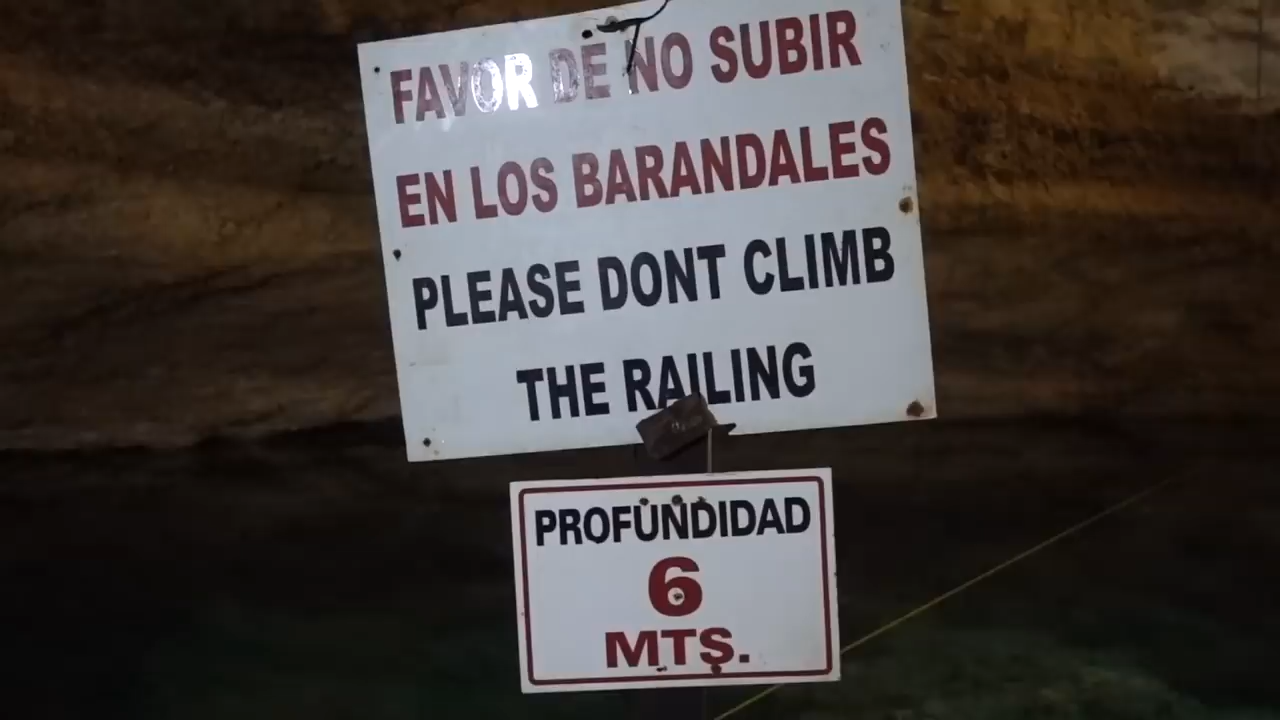 FAVOR DE NO SUBIR
EN LOS BARANDALES
PLEASE DONT CLIMB
THE RAILING
PROFUNDIDAD
6
MTS.